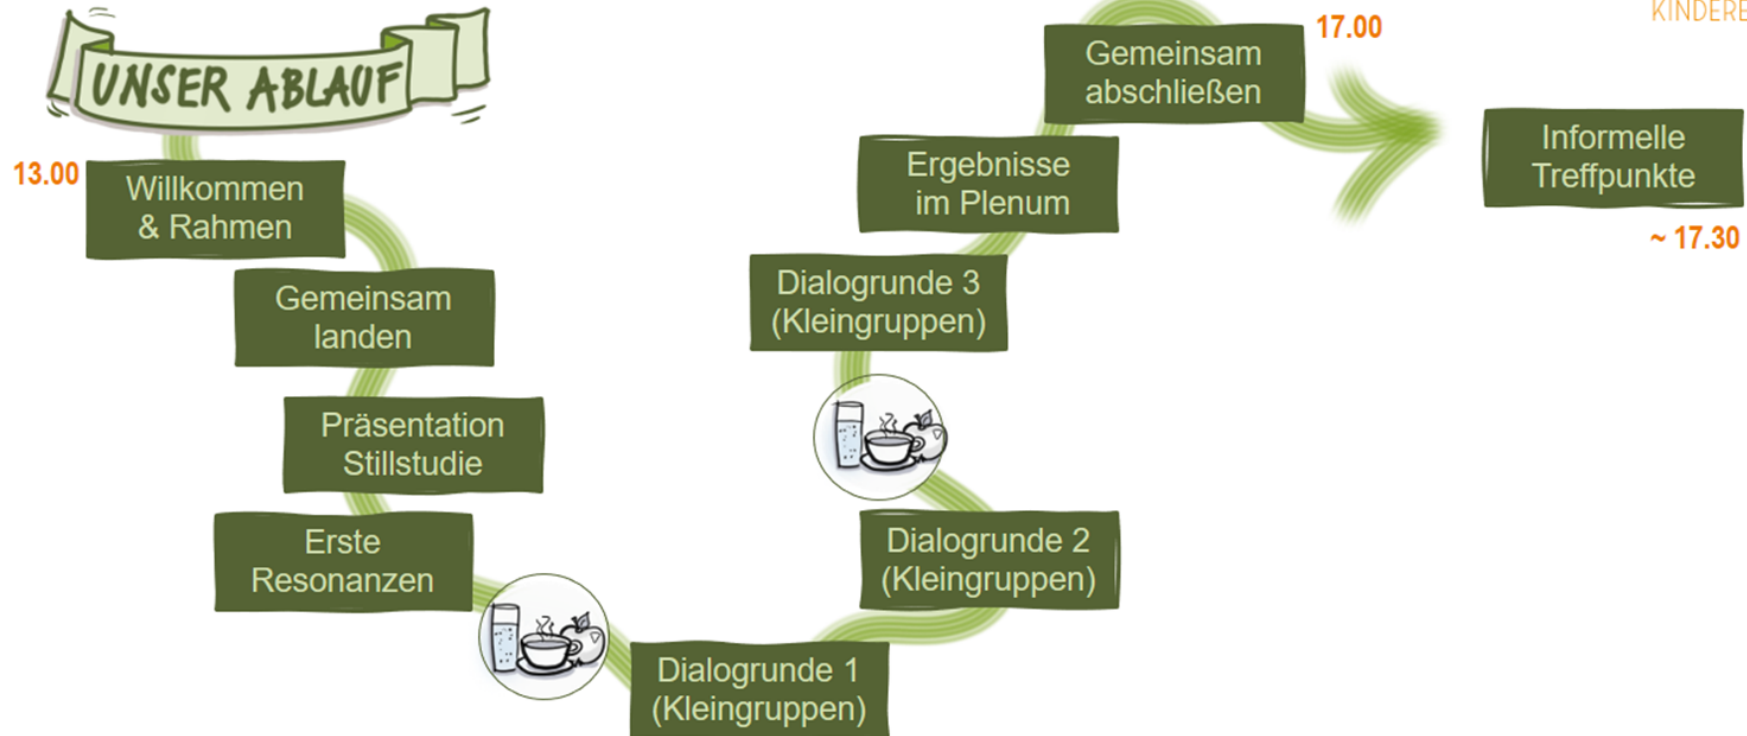 UNSER ABLAUF
13.00
Willkommen
& Rahmen
Gemeinsam
landen
Präsentation
Stillstudie
Erste
Resonanzen
Dialogrunde 1
(Kleingruppen)
Dialogrunde 2
(Kleingruppen)
Dialogrunde 3
(Kleingruppen)
Ergebnisse
im Plenum
Gemeinsam
abschließen
17.00
Informelle
Treffpunkte
~ 17.30
KINDERE